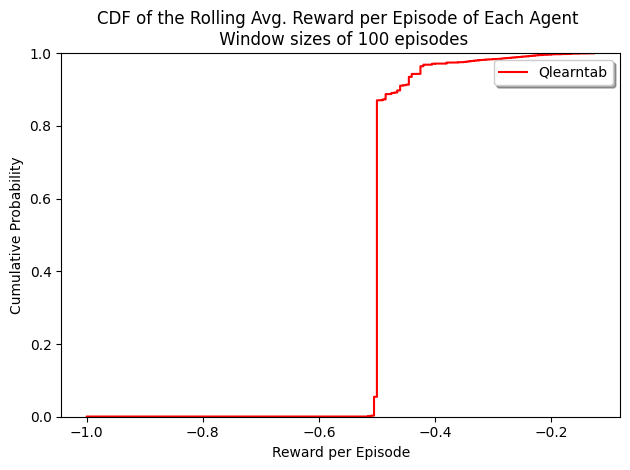 CDF of the Rolling Avg. Reward per Episode of Each Agent
Window sizes of 100 episodes
Qlearntab
Cumulative Probability
1.0
0.8
0.6
0.4
0.2
0.0
−1.0 −0.8 −0.6 −0.4 −0.2
Reward per Episode